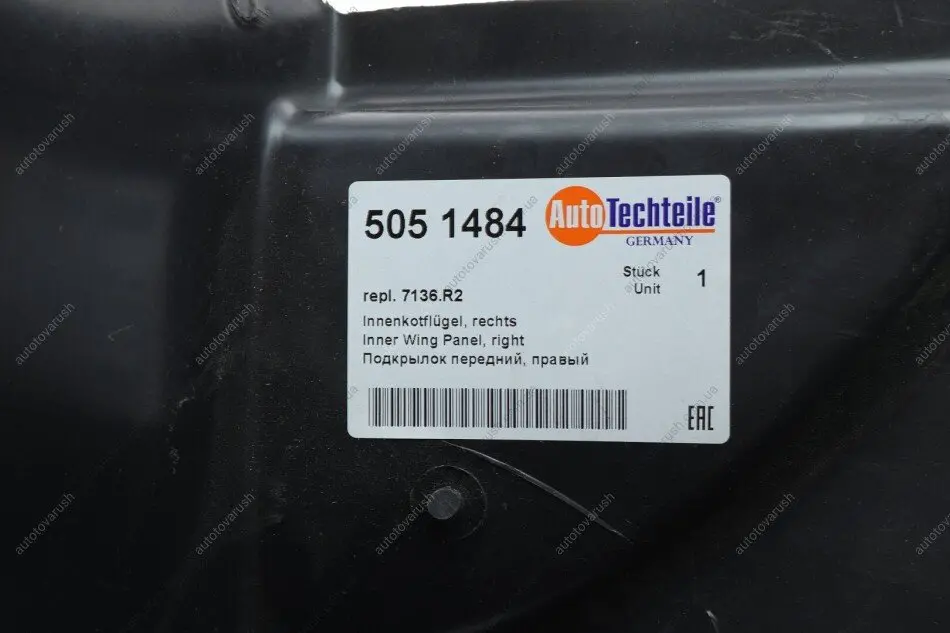 505 1484
AutoTechteile®
GERMANY
Stück 1
Unit
repl. 7136.R2
Innenkotflügel, rechts
Inner Wing Panel, right
Подкрылок передний, правый
EAC
autotovarush